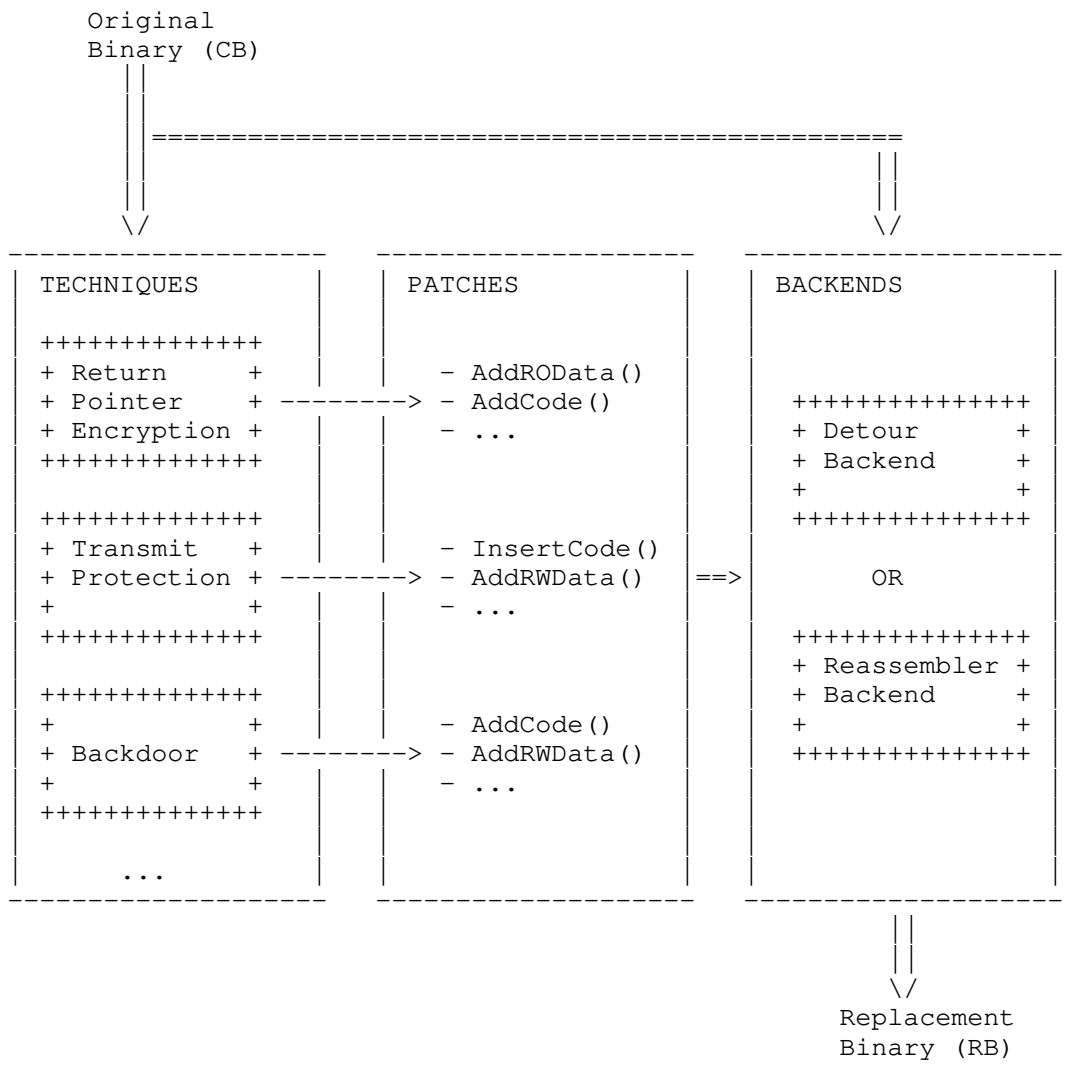 Original
Binary (CB)
TECHNIQUES
Return
Pointer
Encryption
Transmit
Protection
Backdoor
...
PATCHES
- AddROData()
- AddCode()
- ...
- InsertCode()
- AddRWData()
- ...
- AddCode()
- AddRWData()
- ...
BACKENDS
Detour
Backend
OR
Reassembler
Backend
Replacement
Binary (RB)